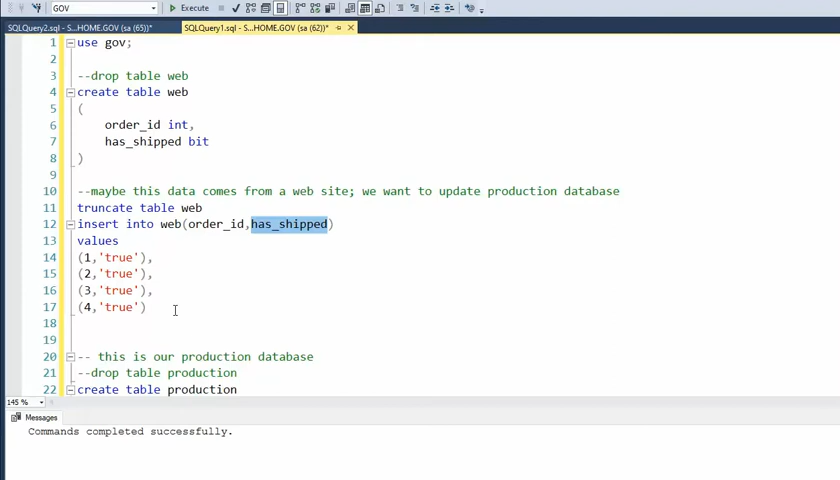 GOV
Execute
SQLQuery2.sql - S...HOME.GOV (sa (65))*
SQLQuery1.sql - S...HOME.GOV (sa (62))*
1 use gov;
2
3 --drop table web
4 create table web
5 (
6 order_id int,
7 has_shipped bit
8 )
9
10 --maybe this data comes from a web site; we want to update production database
11 truncate table web
12 insert into web(order_id,has_shipped)
13 values
14 (1,'true'),
15 (2,'true'),
16 (3,'true'),
17 (4,'true')
18
19
20 -- this is our production database
21 --drop table production
22 create table production
145 %
Messages
Commands completed successfully.